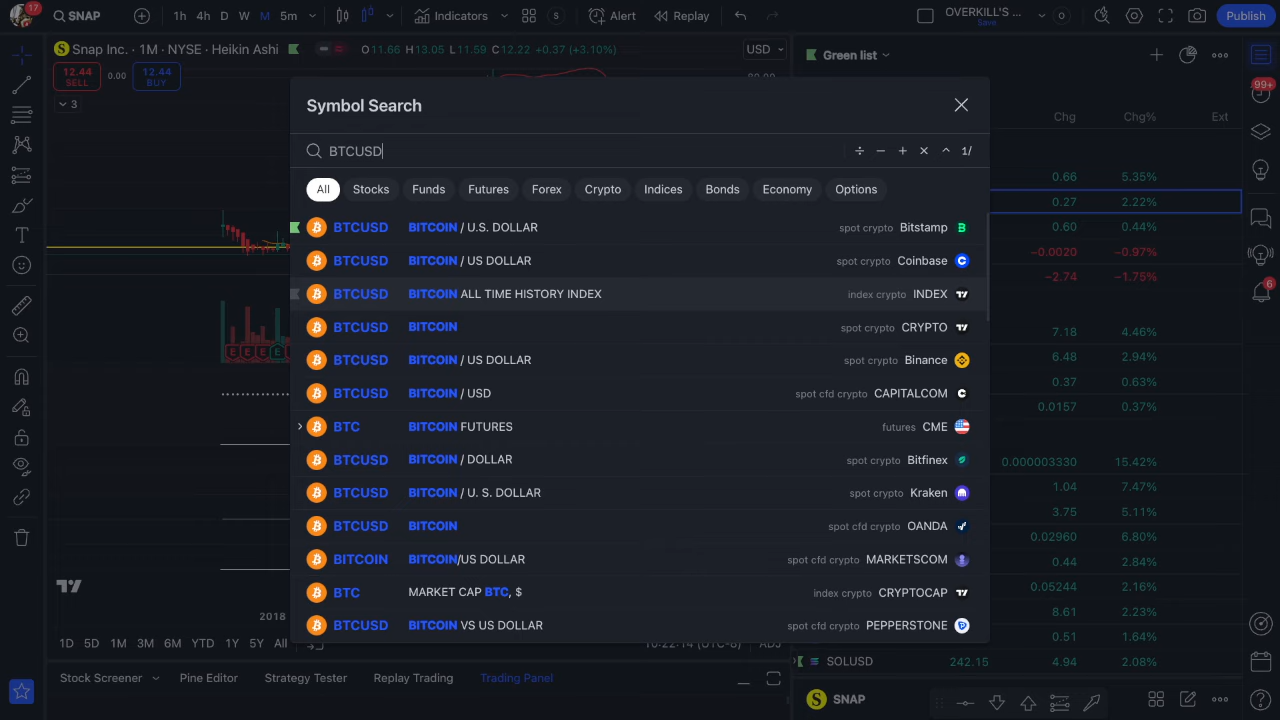 17
SNAP
1h 4h D W M 5m
Indicators
S
Alert
Replay
OVERKILL'S ...
Save
Publish
Snap Inc. · 1M · NYSE · Heikin Ashi
O11.66 H13.05 L11.59 C12.22 +0.37 (+3.10%)
USD
Green list
12.44
SELL
0.00
12.44
BUY
3
Symbol Search
BTCUSD
÷ − + × ^ 1/
All Stocks Funds Futures Forex Crypto Indices Bonds Economy Options
BTCUSD BITCOIN / U.S. DOLLAR spot crypto Bitstamp
BTCUSD BITCOIN / US DOLLAR spot crypto Coinbase
BTCUSD BITCOIN ALL TIME HISTORY INDEX index crypto INDEX
BTCUSD BITCOIN spot crypto CRYPTO
BTCUSD BITCOIN / US DOLLAR spot crypto Binance
BTCUSD BITCOIN / USD spot cfd crypto CAPITALCOM
BTC BITCOIN FUTURES futures CME
BTCUSD BITCOIN / DOLLAR spot crypto Bitfinex
BTCUSD BITCOIN / U. S. DOLLAR spot crypto Kraken
BTCUSD BITCOIN spot cfd crypto OANDA
BITCOIN BITCOIN/US DOLLAR spot cfd crypto MARKETSCOM
BTC MARKET CAP BTC, $ index crypto CRYPTOCAP
BTCUSD BITCOIN VS US DOLLAR spot cfd crypto PEPPERSTONE
Chg Chg% Ext
0.66 5.35%
0.27 2.22%
0.60 0.44%
−0.0020 −0.97%
−2.74 −1.75%
7.18 4.46%
6.48 2.94%
0.37 0.63%
0.0157 0.37%
0.000003330 15.42%
1.04 7.47%
3.75 5.11%
0.02960 6.80%
0.44 2.84%
0.05244 2.16%
8.61 2.23%
0.51 1.64%
SOLUSD 242.15 4.94 2.08%
99+
6
E E E
2018
1D 5D 1M 3M 6M YTD 1Y 5Y All
10:22:14 (UTC-6)
ADJ
Stock Screener
Pine Editor
Strategy Tester
Replay Trading
Trading Panel
S SNAP